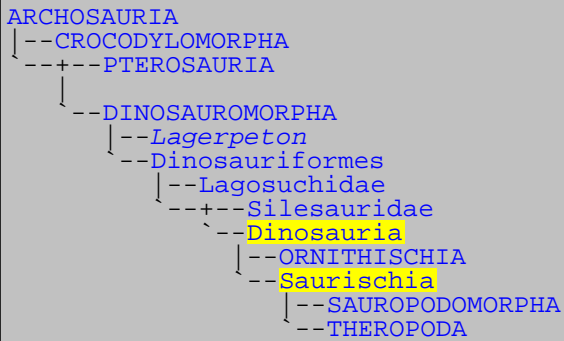 ARCHOSAURIA
|--CROCODYLOMORPHA
`--+--PTEROSAURIA
   |
   `--DINOSAUROMORPHA
      |--Lagerpeton
      `--Dinosauriformes
         |--Lagosuchidae
         `--+--Silesauridae
            `--Dinosauria
               |--ORNITHISCHIA
               `--Saurischia
                  |--SAUROPODOMORPHA
                  `--THEROPODA